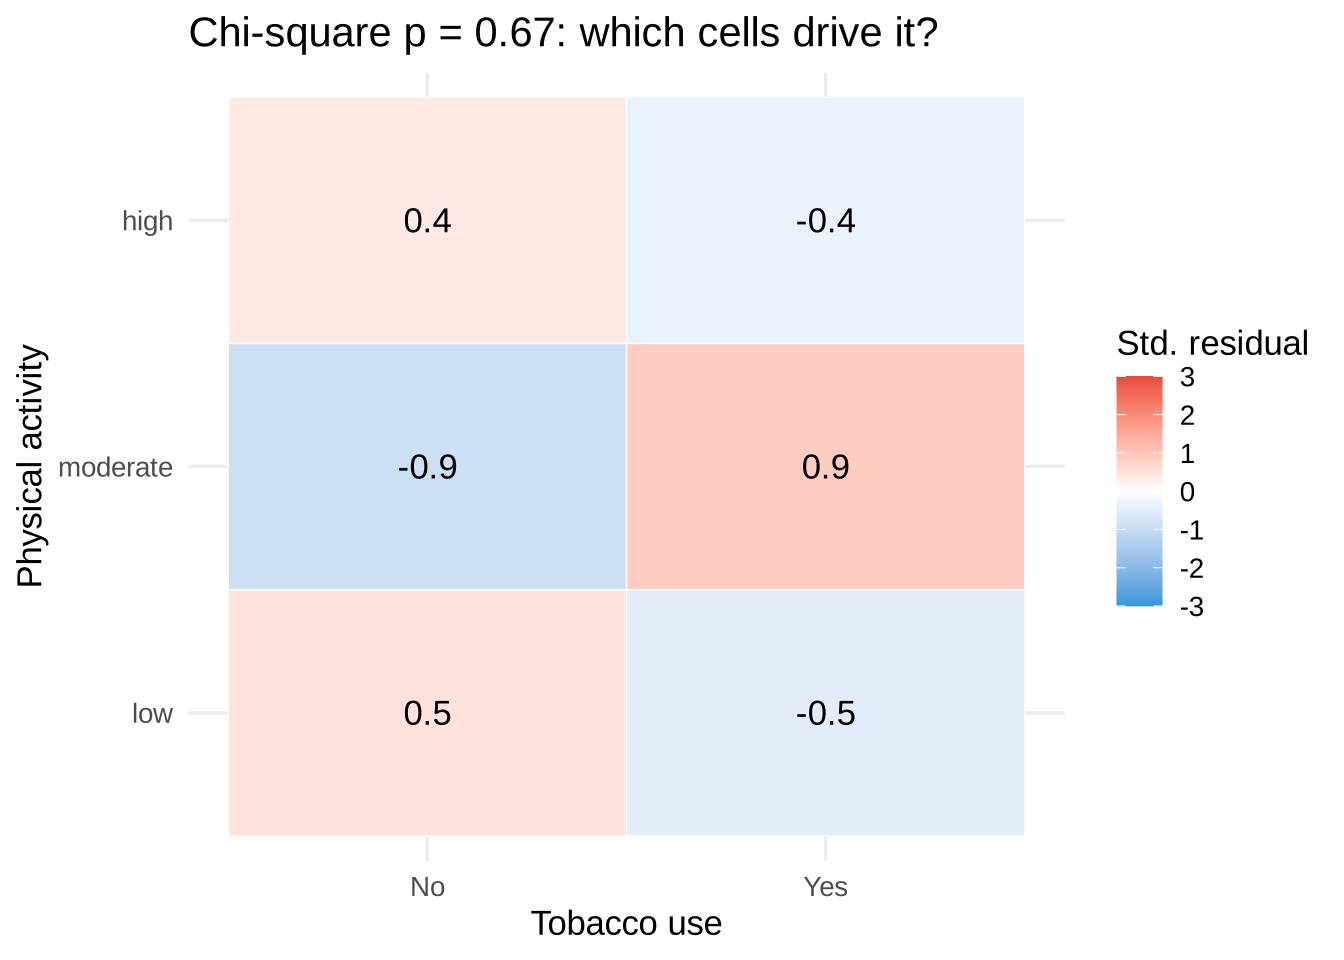 Chi-square p = 0.67: which cells drive it?
high
0.4
-0.4
moderate
-0.9
0.9
low
0.5
-0.5
Physical activity
No
Yes
Tobacco use
Std. residual
3
2
1
0
-1
-2
-3